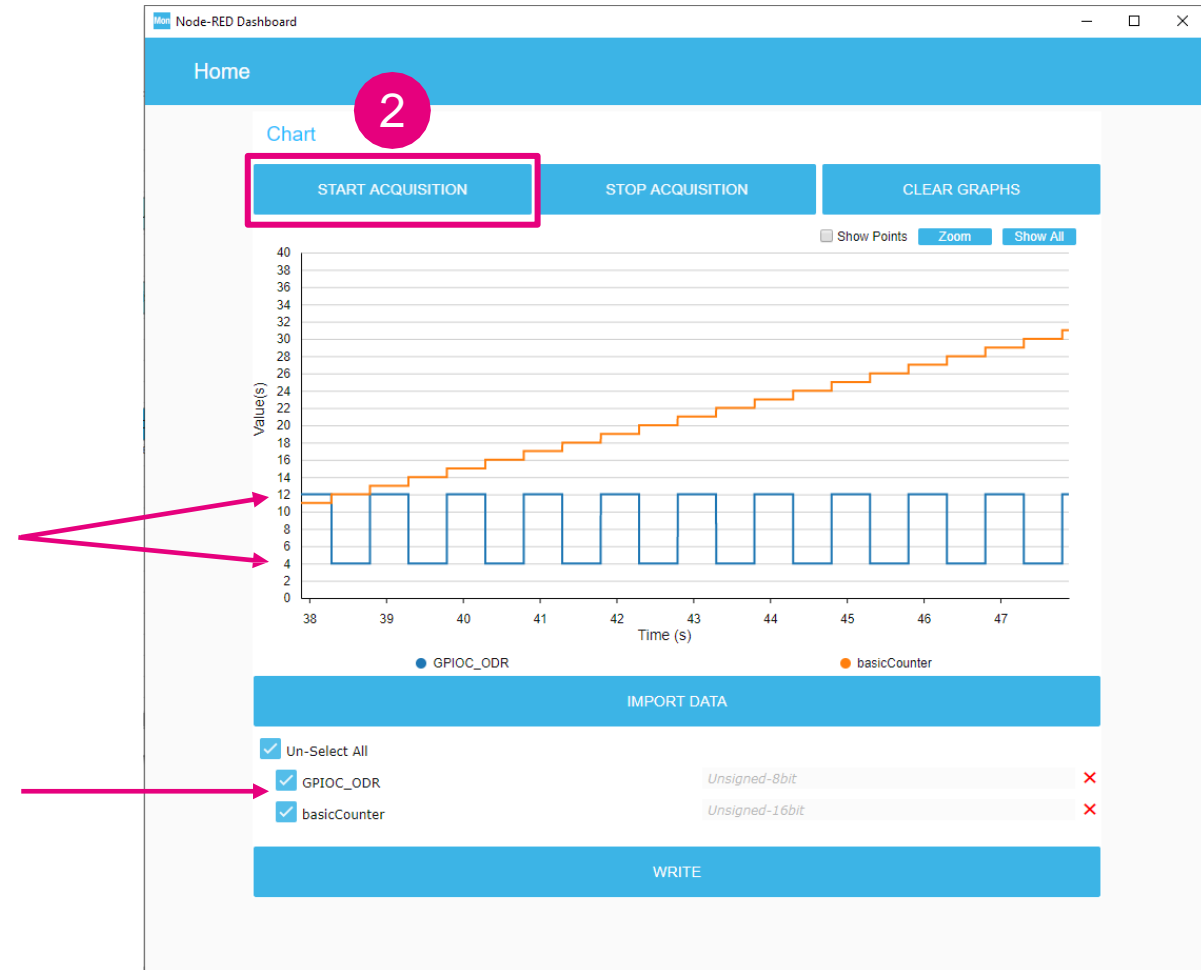 Mon Node-RED Dashboard
Home
2
Chart
START ACQUISITION STOP ACQUISITION CLEAR GRAPHS
Show Points Zoom Show All
40
38
36
34
32
30
28
26
24
22
20
18
16
14
12
10
8
6
4
2
0
Value(s)
38 39 40 41 42 43 44 45 46 47
Time (s)
GPIOC_ODR basicCounter
IMPORT DATA
Un-Select All
GPIOC_ODR Unsigned-8bit
basicCounter Unsigned-16bit
WRITE